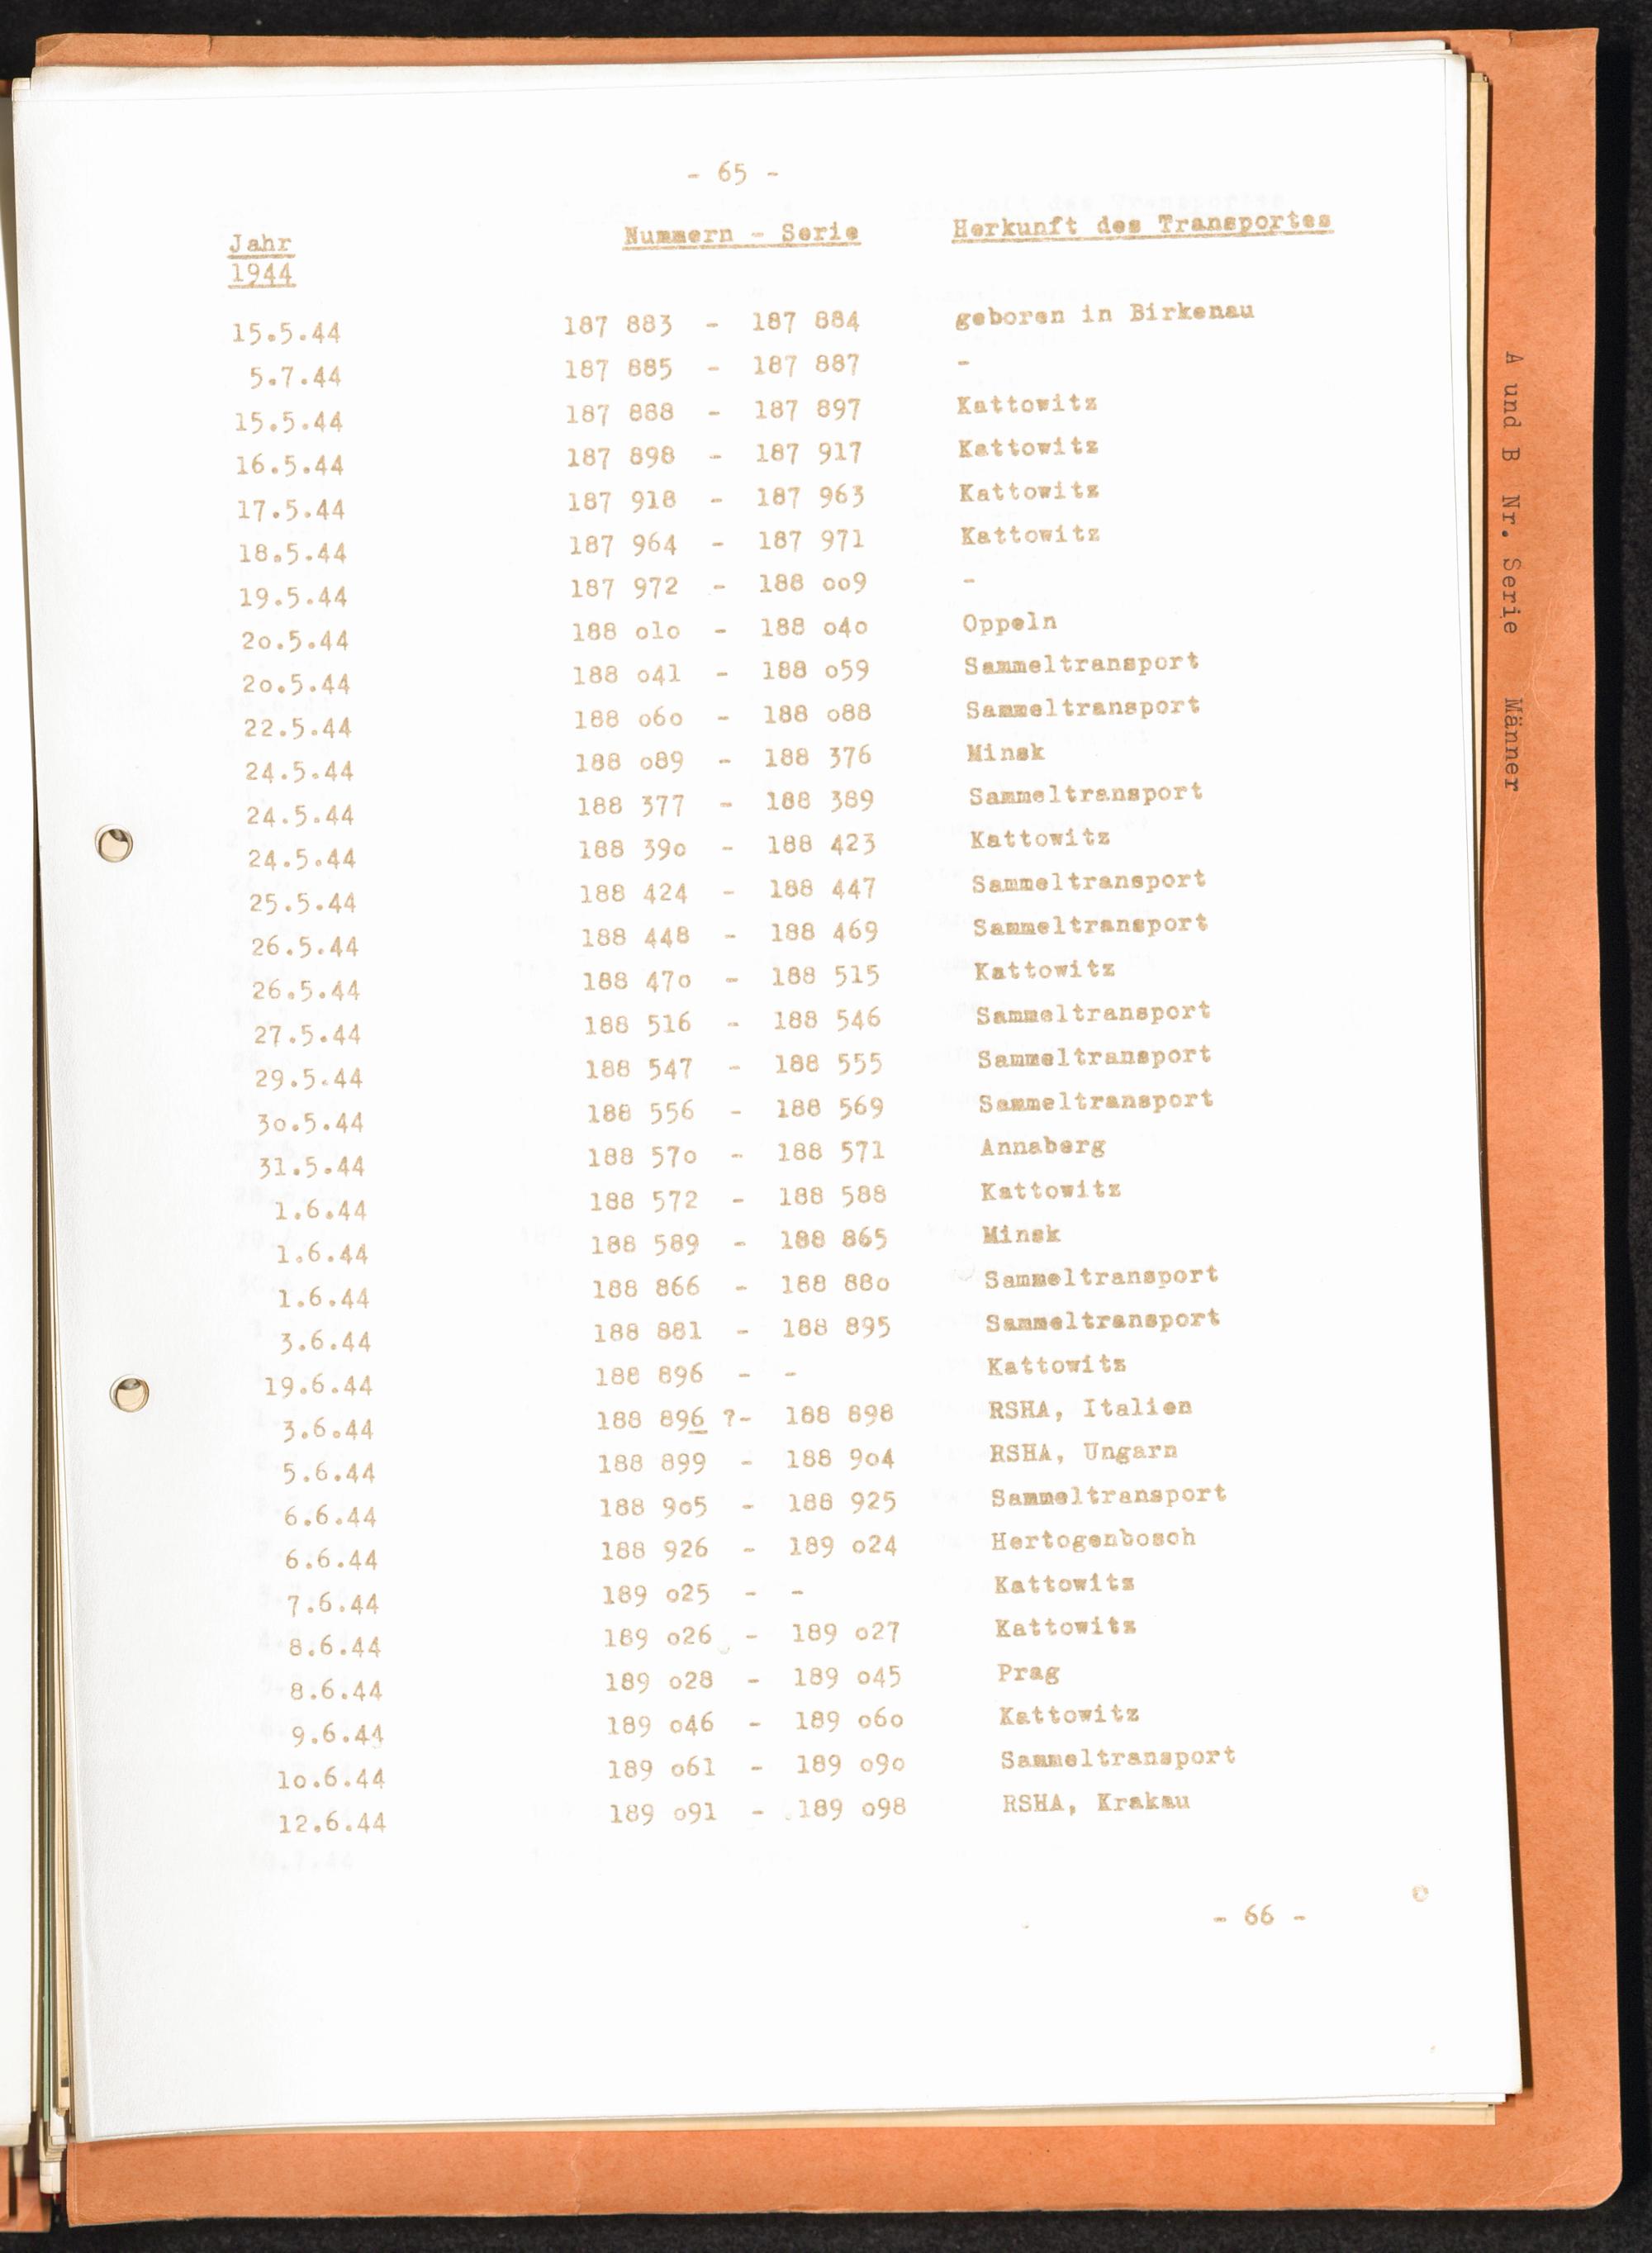 - 65 -
Jahr Nummern - Serie Herkunft des Transportes
1944
15.5.44 187 883 - 187 884 geboren in Birkenau
5.7.44 187 885 - 187 887 -
15.5.44 187 888 - 187 897 Kattowitz
16.5.44 187 898 - 187 917 Kattowitz
17.5.44 187 918 - 187 963 Kattowitz
18.5.44 187 964 - 187 971 Kattowitz
19.5.44 187 972 - 188 oo9 -
2o.5.44 188 olo - 188 o4o Oppeln
2o.5.44 188 o41 - 188 o59 Sammeltransport
22.5.44 188 o6o - 188 o88 Sammeltransport
24.5.44 188 o89 - 188 376 Minsk
24.5.44 188 377 - 188 389 Sammeltransport
24.5.44 188 39o - 188 423 Kattowitz
25.5.44 188 424 - 188 447 Sammeltransport
26.5.44 188 448 - 188 469 Sammeltransport
26.5.44 188 47o - 188 515 Kattowitz
27.5.44 188 516 - 188 546 Sammeltransport
29.5.44 188 547 - 188 555 Sammeltransport
3o.5.44 188 556 - 188 569 Sammeltransport
31.5.44 188 57o - 188 571 Annaberg
1.6.44 188 572 - 188 588 Kattowitz
1.6.44 188 589 - 188 865 Minsk
1.6.44 188 866 - 188 88o Sammeltransport
3.6.44 188 881 - 188 895 Sammeltransport
19.6.44 188 896 - - Kattowitz
3.6.44 188 896 ?- 188 898 RSHA, Italien
5.6.44 188 899 - 188 9o4 RSHA, Ungarn
6.6.44 188 9o5 - 188 925 Sammeltransport
6.6.44 188 926 - 189 o24 Hertogenbosch
7.6.44 189 o25 - - Kattowitz
8.6.44 189 o26 - 189 o27 Kattowitz
8.6.44 189 o28 - 189 o45 Prag
9.6.44 189 o46 - 189 o6o Kattowitz
1o.6.44 189 o61 - 189 o9o Sammeltransport
12.6.44 189 o91 - 189 o98 RSHA, Krakau
- 66 -
A und B Nr. Serie Männer